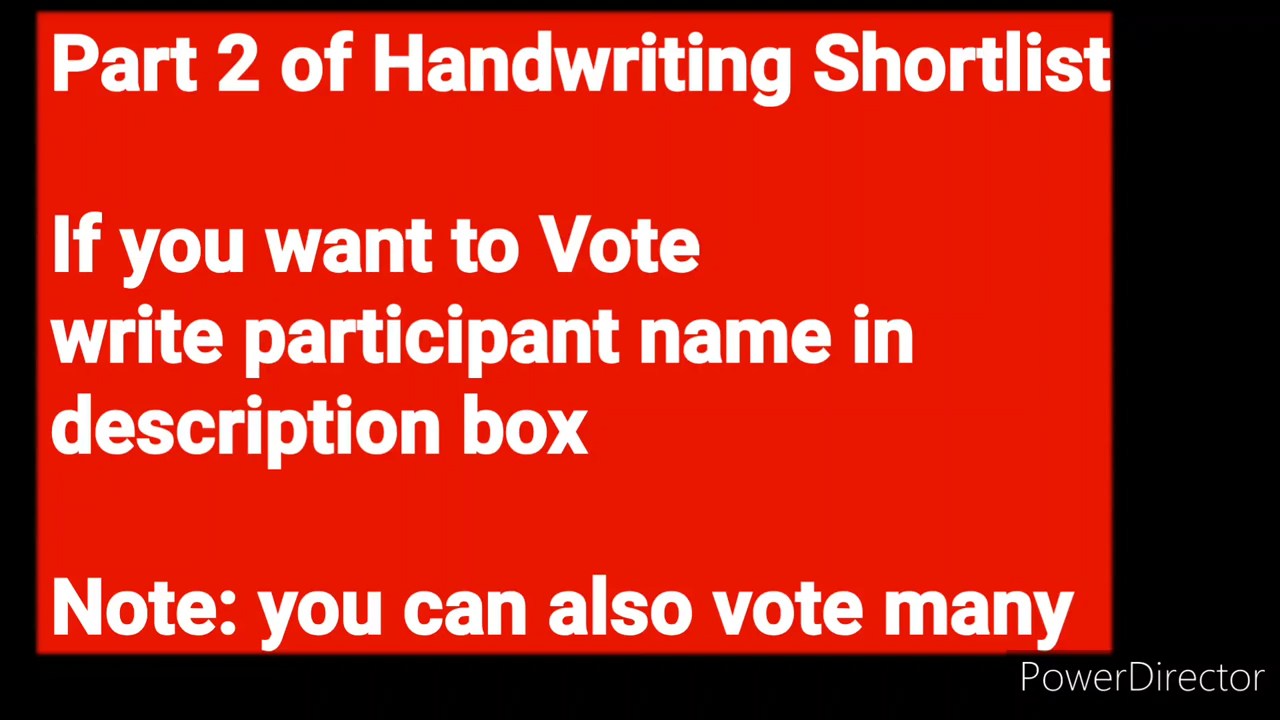 Part 2 of Handwriting Shortlist
If you want to Vote
write participant name in
description box
Note: you can also vote many
PowerDirector